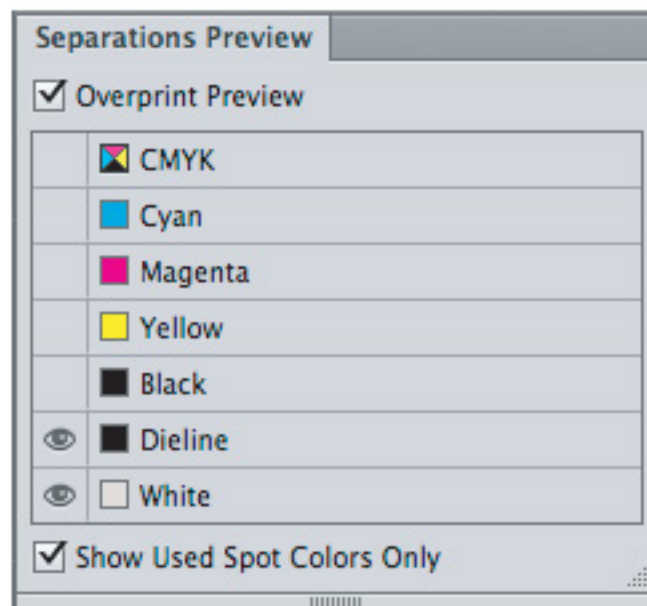 Separations Preview
Overprint Preview
CMYK
Cyan
Magenta
Yellow
Black
Dieline
White
Show Used Spot Colors Only